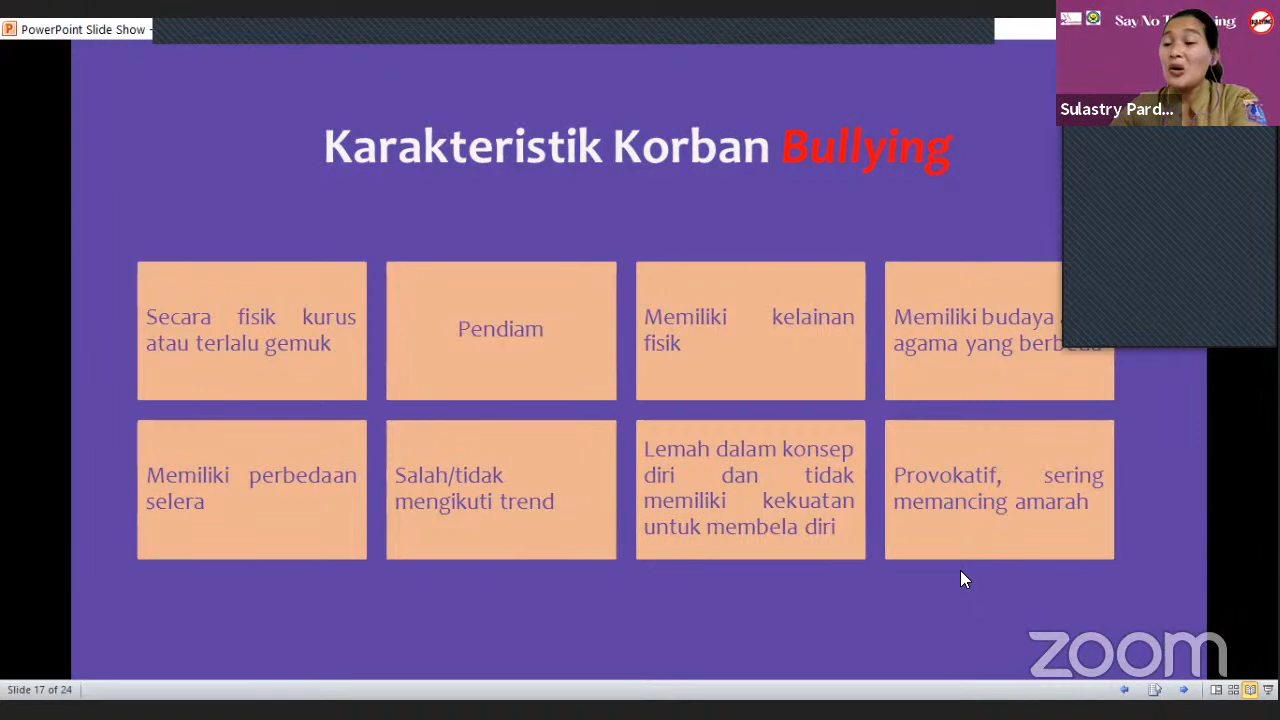 PowerPoint Slide Show -
Say No T
Sulastry Pard...
Karakteristik Korban Bullying
Secara fisik kurus
atau terlalu gemuk
Pendiam
Memiliki kelainan
fisik
Memiliki budaya
agama yang
Memiliki perbedaan
selera
Salah/tidak
mengikuti trend
Lemah dalam konsep
diri dan tidak
memiliki kekuatan
untuk membela diri
Provokatif, sering
memancing amarah
zoom
Slide 17 of 24